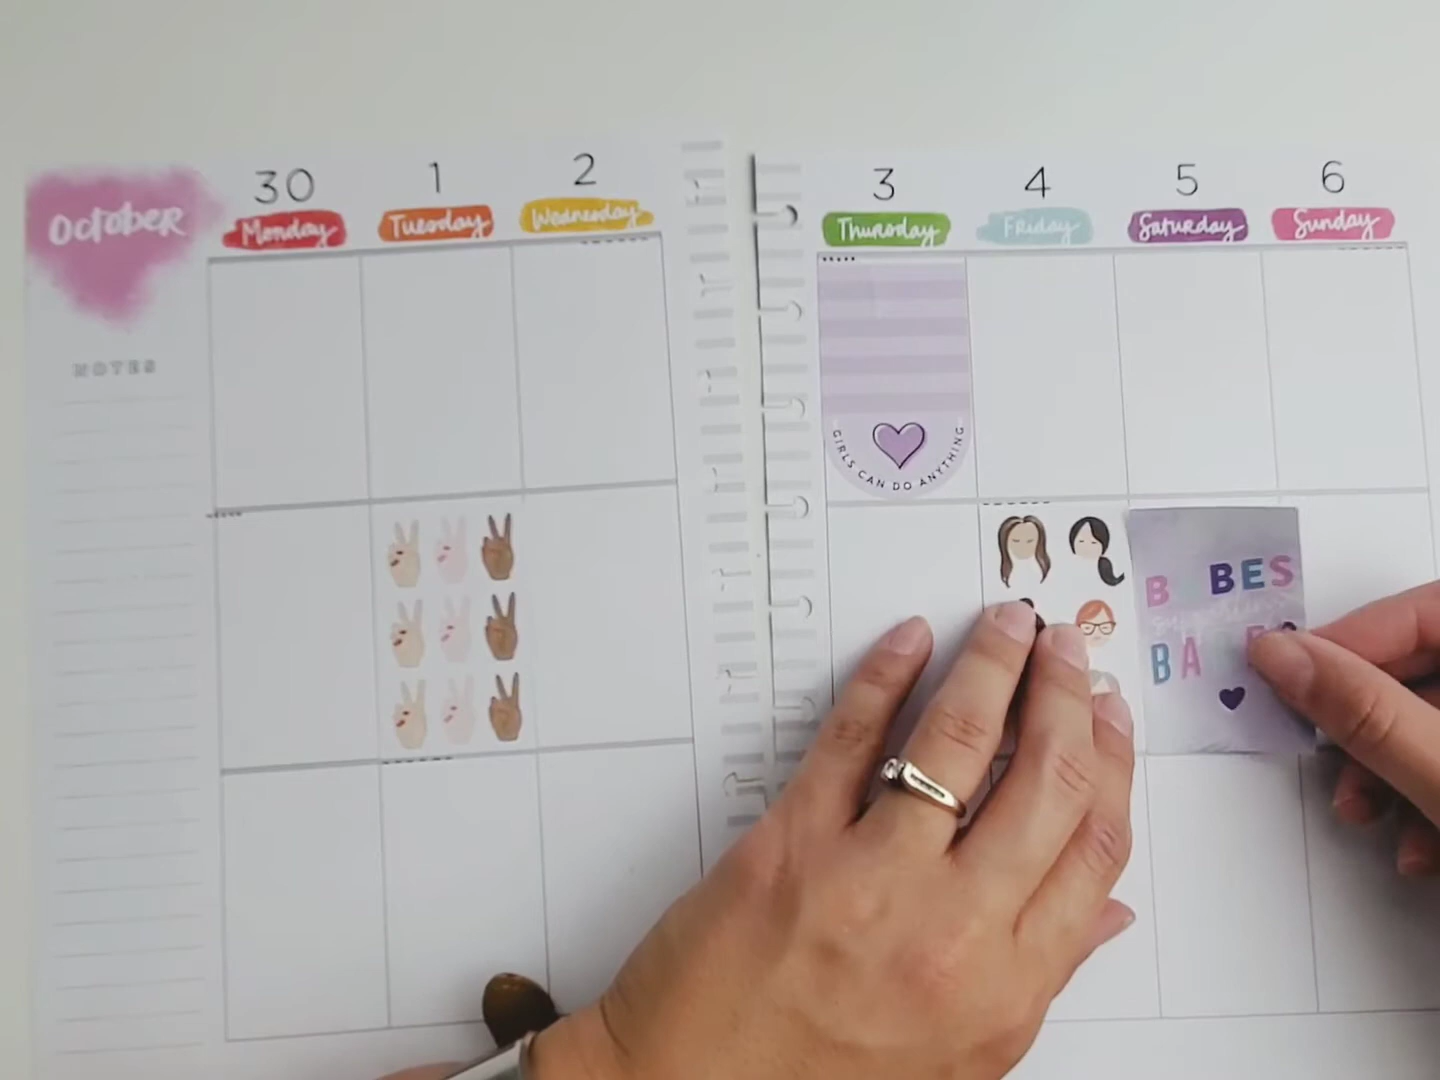 October
30
1
2
3
4
5
6
Monday
Tuesday
Wednesday
Thursday
Friday
Saturday
Sunday
NOTES
GIRLS CAN DO ANYTHING
B BES
BA